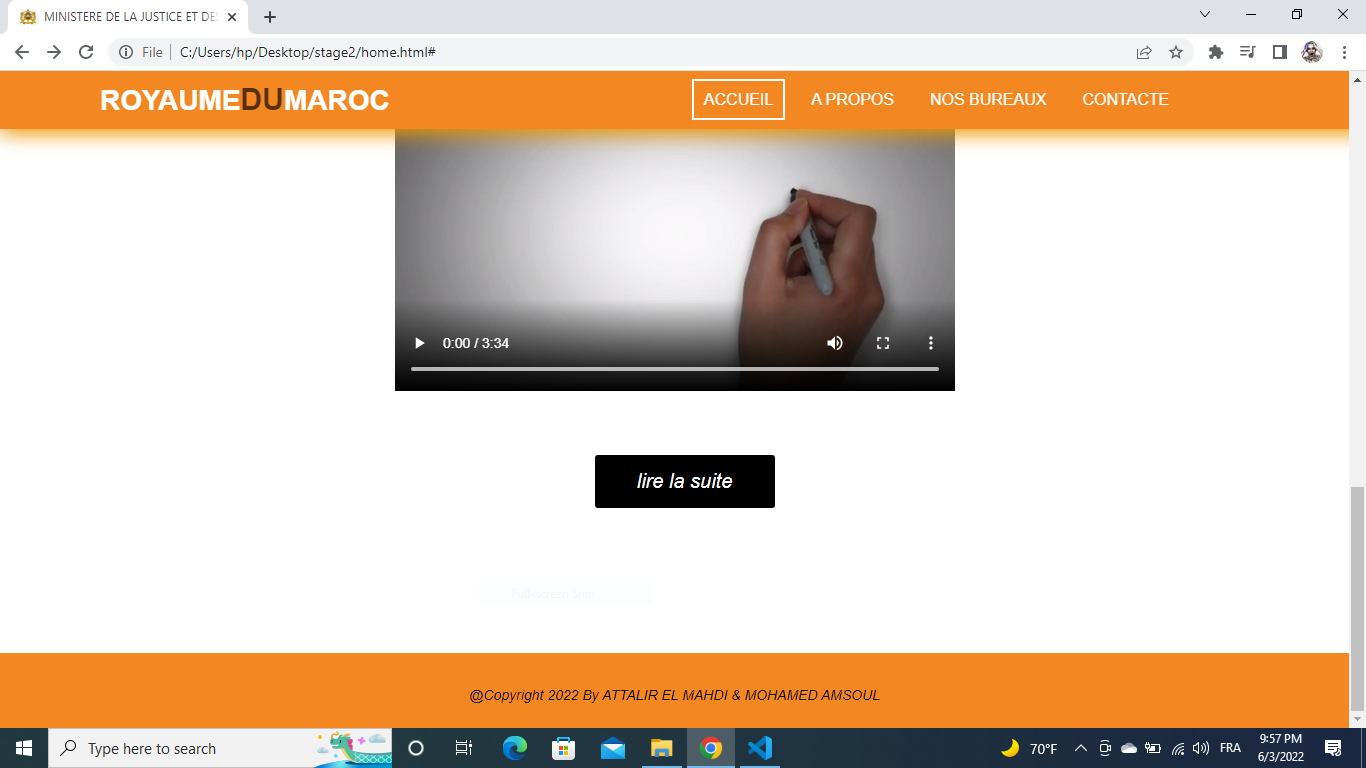 MINISTERE DE LA JUSTICE ET DES
File C:/Users/hp/Desktop/stage2/home.html#
ROYAUMEDUMAROC ACCUEIL A PROPOS NOS BUREAUX CONTACTE
0:00 / 3:34
lire la suite
Full-screen Snip
@Copyright 2022 By ATTALIR EL MAHDI & MOHAMED AMSOUL
Type here to search 70°F FRA 9:57 PM
6/3/2022